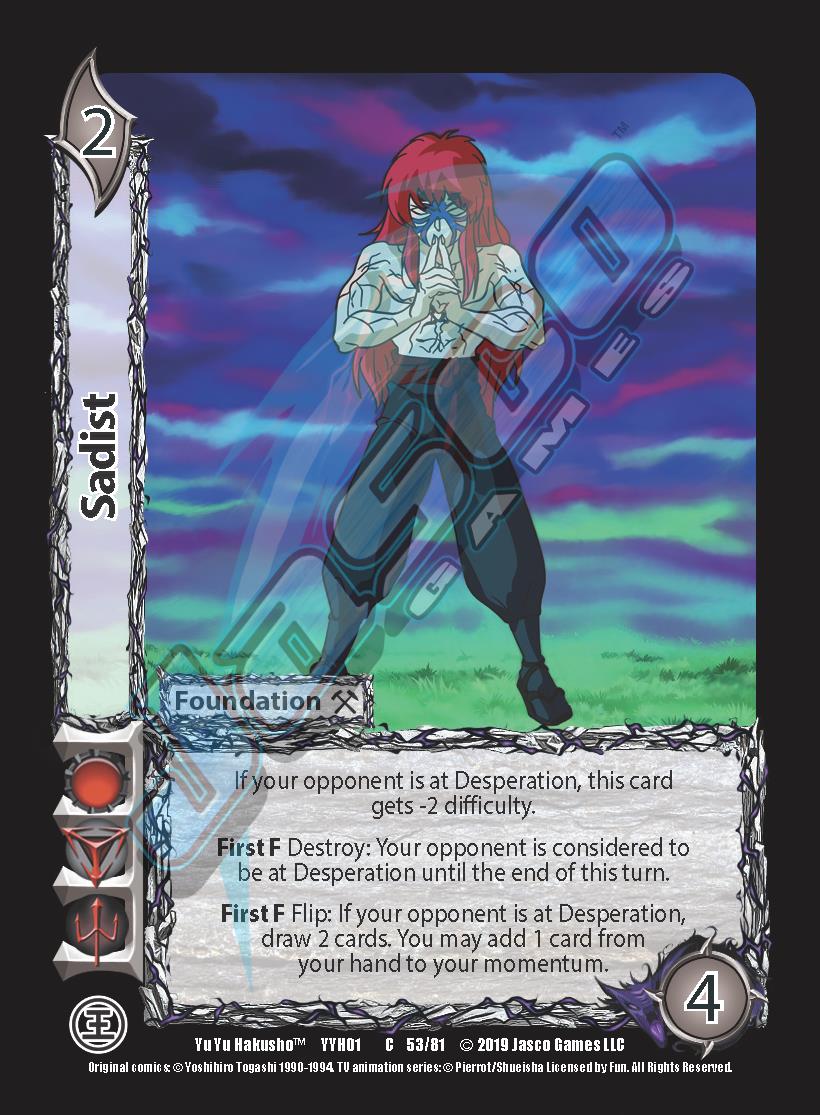 2
TM
JASCO
GAMES
Sadist
Foundation
If your opponent is at Desperation, this card
gets -2 difficulty.
First F Destroy: Your opponent is considered to
be at Desperation until the end of this turn.
First F Flip: If your opponent is at Desperation,
draw 2 cards. You may add 1 card from
your hand to your momentum.
4
王
Yu Yu Hakusho™ YYH01 C 53/81 © 2019 Jasco Games LLC
Original comics: © Yoshihiro Togashi 1990-1994. TV animation series: © Pierrot/Shueisha Licensed by Fun. All Rights Reserved.